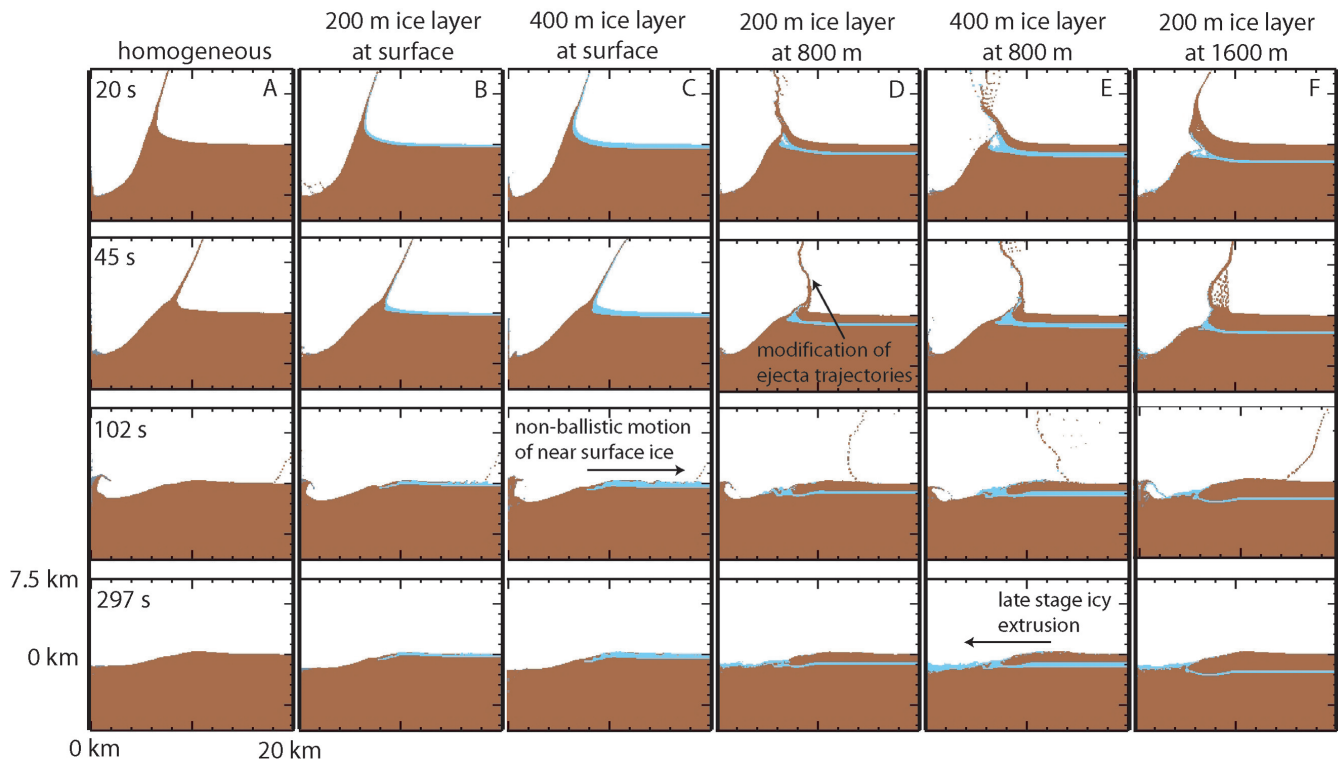 homogeneous
200 m ice layer
at surface
400 m ice layer
at surface
200 m ice layer
at 800 m
400 m ice layer
at 800 m
200 m ice layer
at 1600 m
20 s
A
B
C
D
E
F
45 s
modification of
ejecta trajectories
102 s
non-ballistic motion
of near surface ice
7.5 km
297 s
late stage icy
extrusion
0 km
0 km
20 km